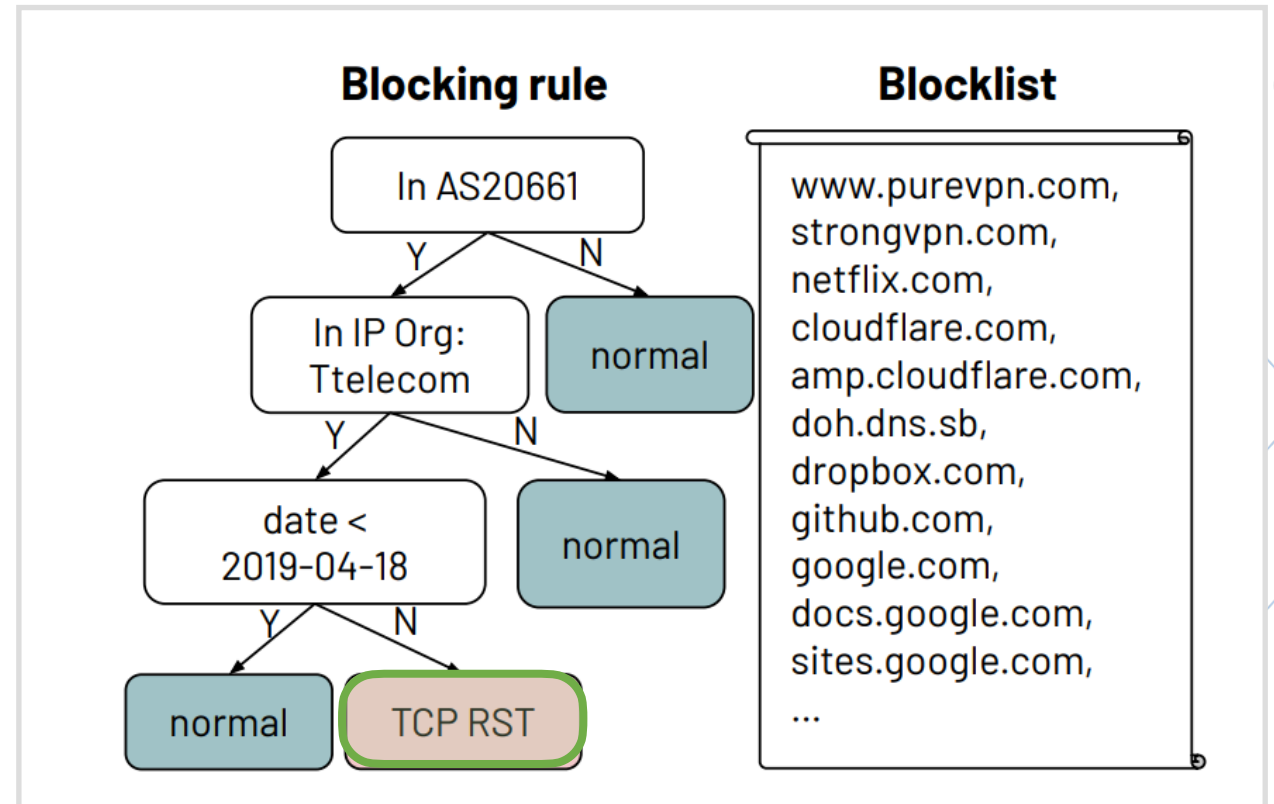 Blocking rule
In AS20661
Y
N
In IP Org:
Ttelecom
normal
Y
N
date <
2019-04-18
normal
Y
N
normal
TCP RST
Blocklist
www.purevpn.com,
strongvpn.com,
netflix.com,
cloudflare.com,
amp.cloudflare.com,
doh.dns.sb,
dropbox.com,
github.com,
google.com,
docs.google.com,
sites.google.com,
...